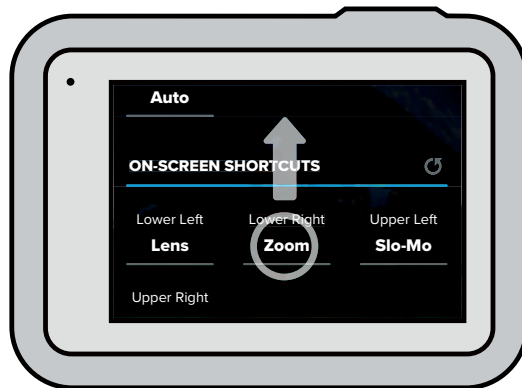 Auto
ON-SCREEN SHORTCUTS
Lower Left Lower Right Upper Left
Lens Zoom Slo-Mo
Upper Right